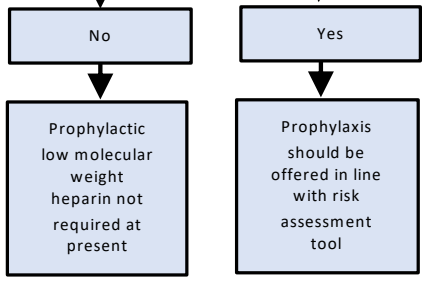 No
Yes
Prophylactic
low molecular
weight
heparin not
required at
present
Prophylaxis
should be
offered in line
with risk
assessment
tool